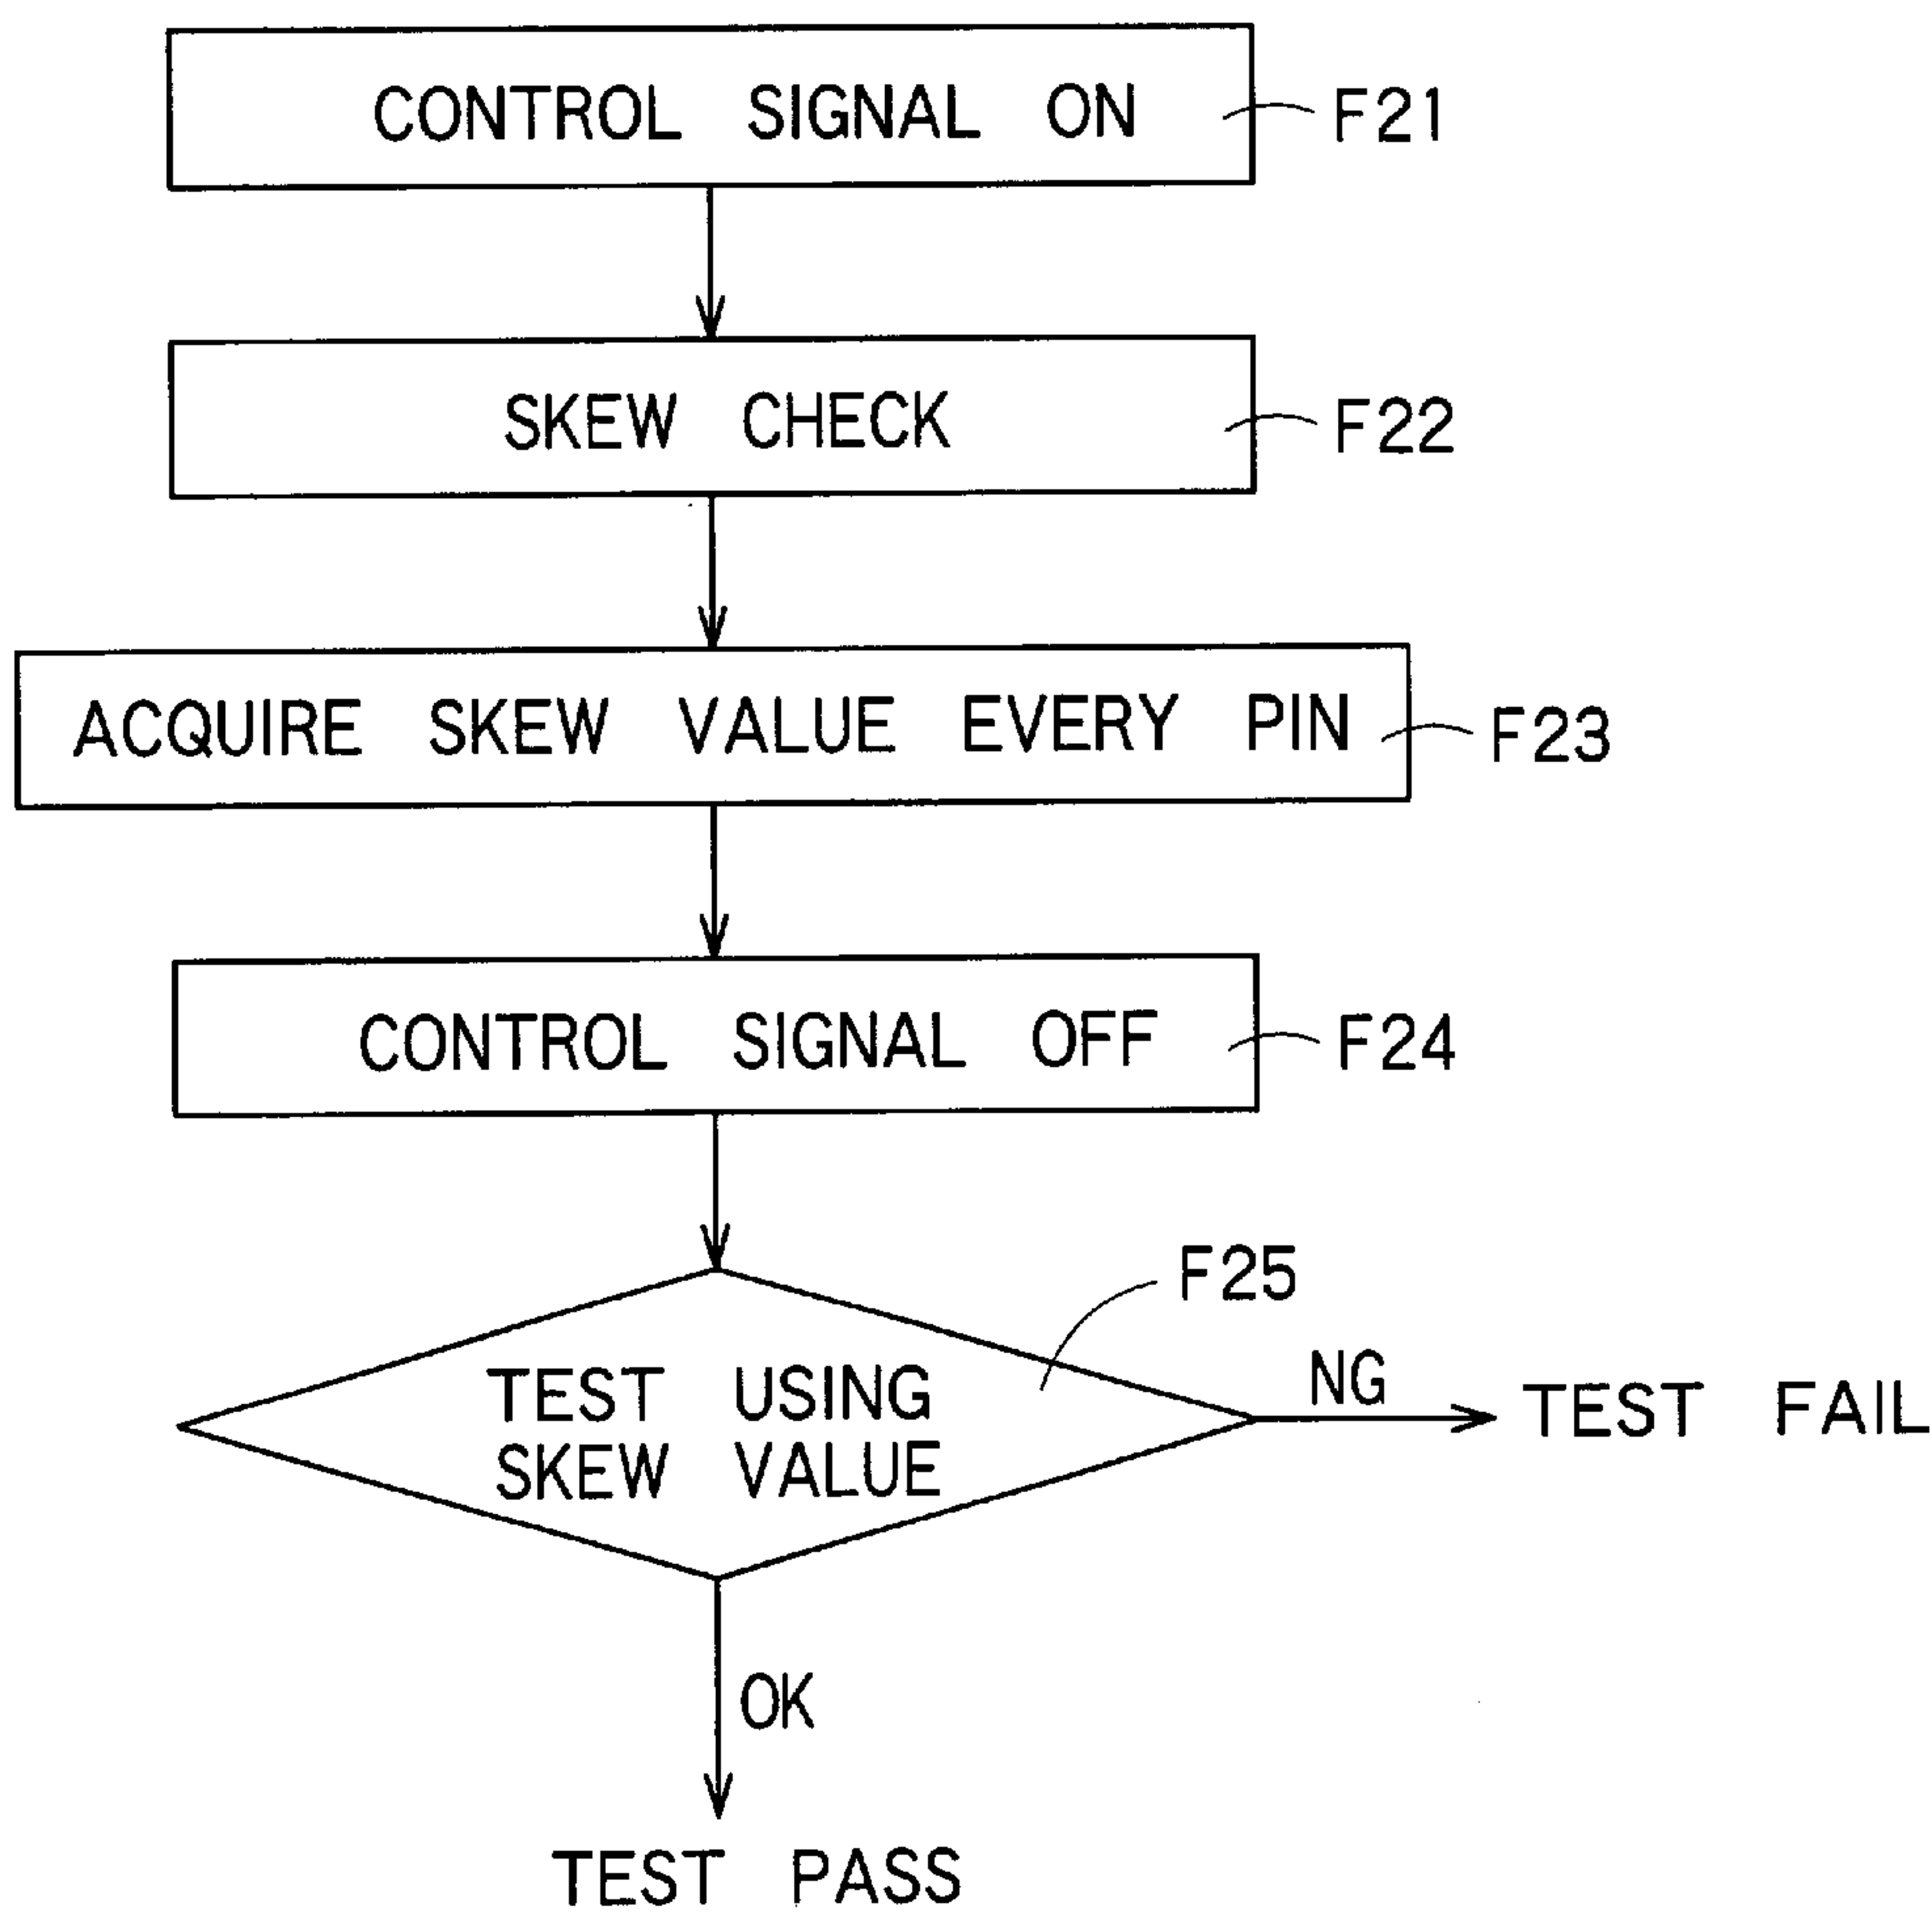 CONTROL SIGNAL ON
F21
SKEW CHECK
F22
ACQUIRE SKEW VALUE EVERY PIN
F23
CONTROL SIGNAL OFF
F24
F25
TEST USING
SKEW VALUE
NG
TEST FAIL
OK
TEST PASS